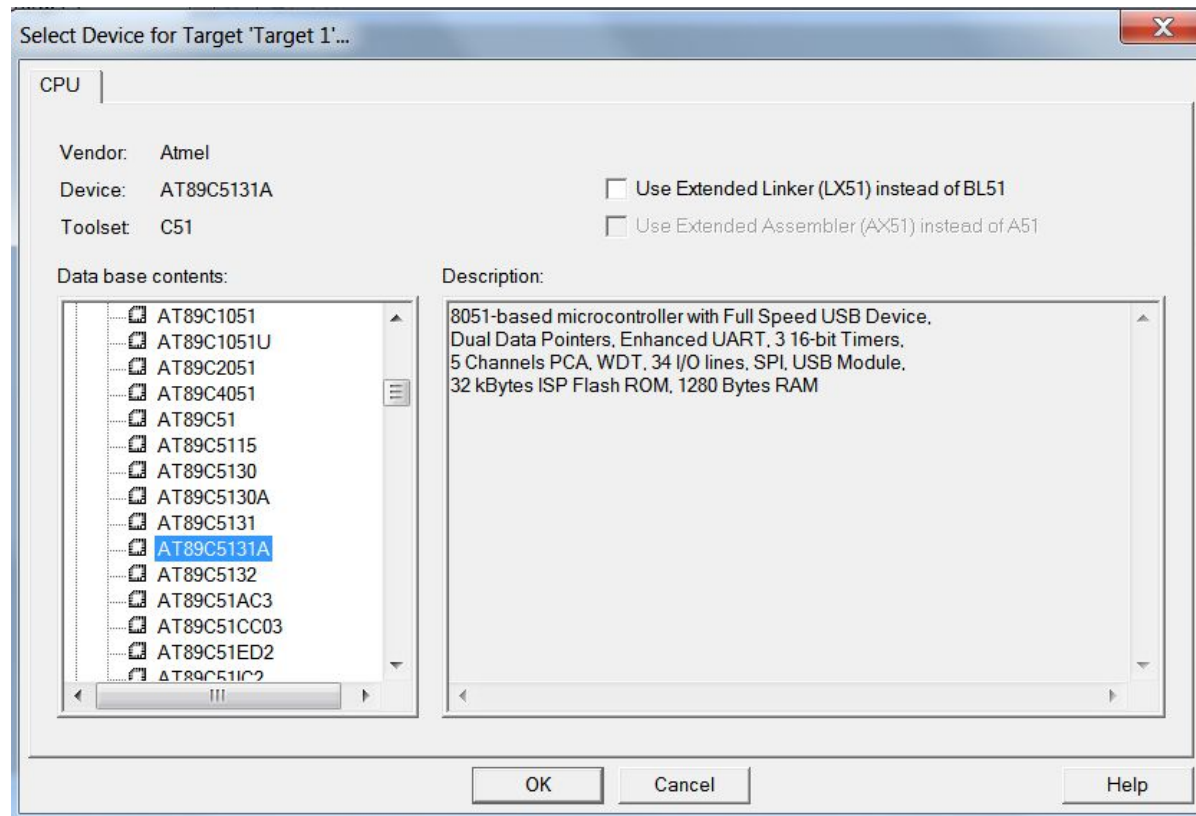 Select Device for Target 'Target 1'...
CPU
Vendor: Atmel
Device: AT89C5131A
Use Extended Linker (LX51) instead of BL51
Toolset: C51
Use Extended Assembler (AX51) instead of A51
Data base contents:
Description:
AT89C1051
AT89C1051U
AT89C2051
AT89C4051
AT89C51
AT89C5115
AT89C5130
AT89C5130A
AT89C5131
AT89C5131A
AT89C5132
AT89C51AC3
AT89C51CC03
AT89C51ED2
AT89C51IC2
8051-based microcontroller with Full Speed USB Device,
Dual Data Pointers, Enhanced UART, 3 16-bit Timers,
5 Channels PCA, WDT, 34 I/O lines, SPI, USB Module,
32 kBytes ISP Flash ROM, 1280 Bytes RAM
OK
Cancel
Help